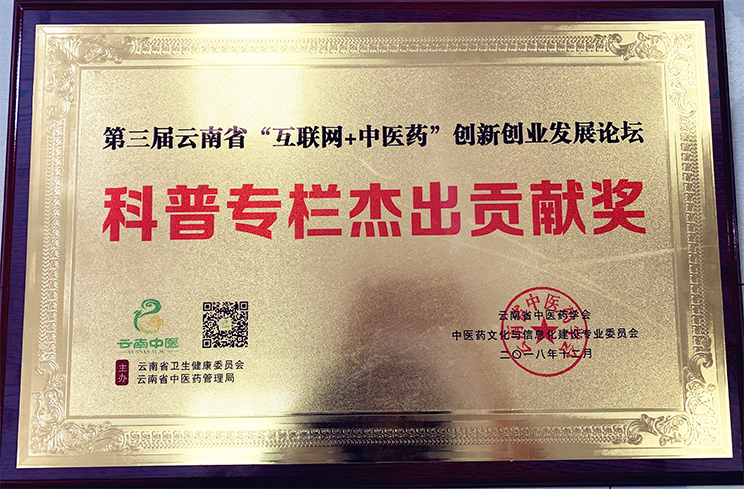 第三届云南省“互联网+中医药”创新创业发展论坛
科普专栏杰出贡献奖
云南中医
主办
云南省卫生健康委员会
云南省中医药管理局
云南省中医药学会
中医药文化与信息化建设专业委员会
二〇一八年十二月